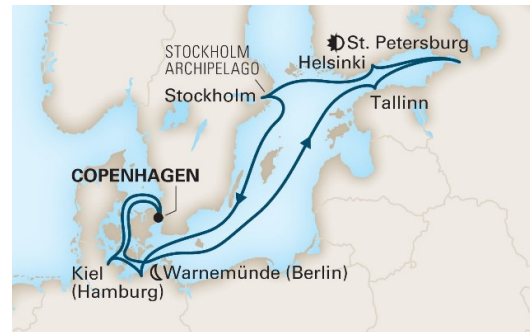 St. Petersburg
Helsinki
STOCKHOLM
ARCHIPELAGO
Stockholm
Tallinn
COPENHAGEN
Kiel
(Hamburg)
Warnemünde (Berlin)